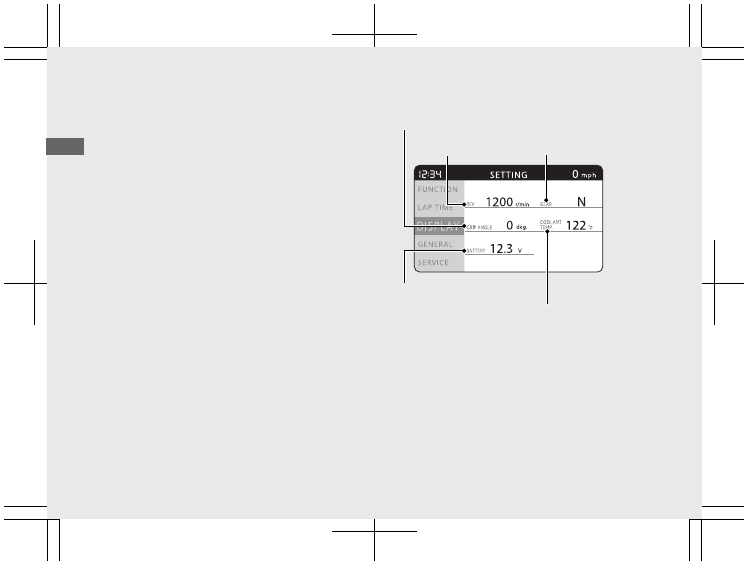 12:34 SETTING 0 mph
FUNCTION
REV 1200 r/min GEAR N
LAP TIME
DISPLAY GRIP ANGLE 0 deg. COOLANT TEMP. 122 °F
GENERAL
BATTERY 12.3 V
SERVICE